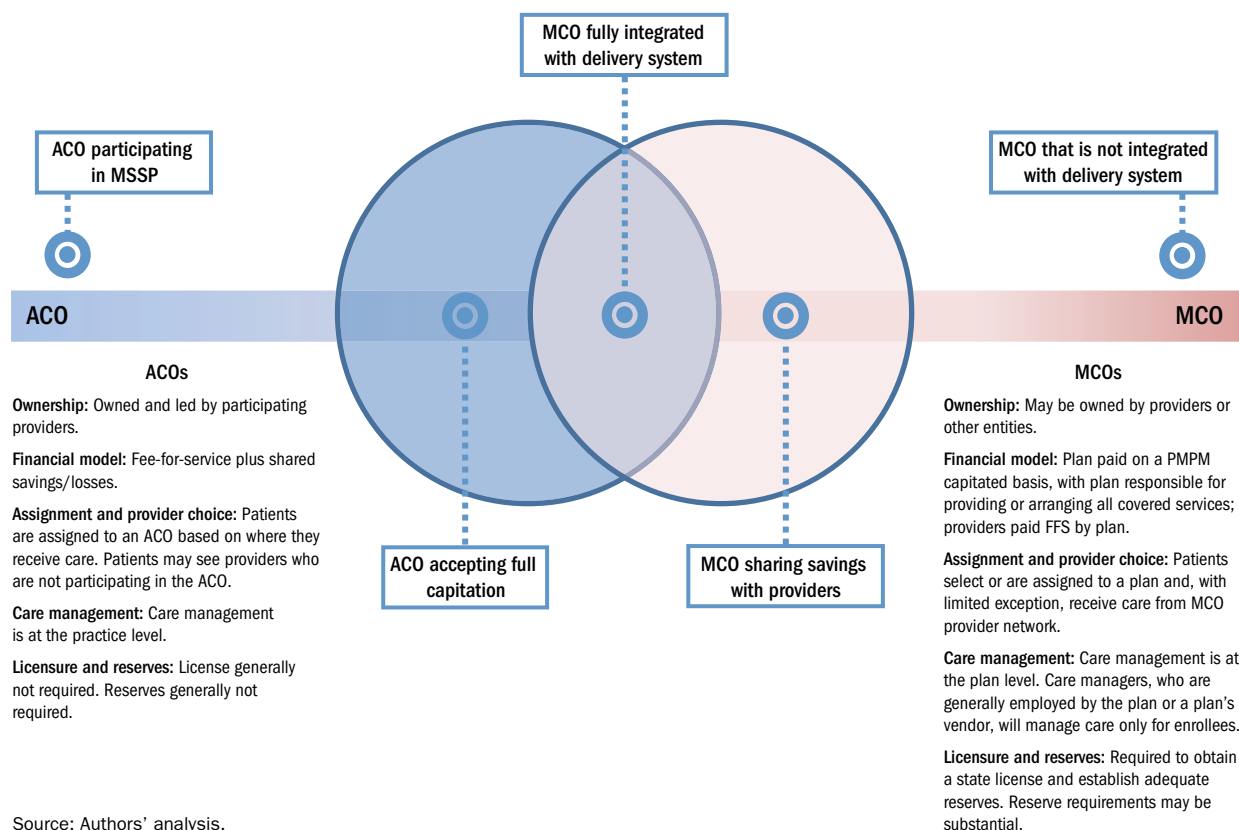 MCO fully integrated
with delivery system
ACO participating
in MSSP
MCO that is not integrated
with delivery system
ACO
MCO
ACO accepting full
capitation
MCO sharing savings
with providers
ACOs
Ownership: Owned and led by participating
providers.
Financial model: Fee-for-service plus shared
savings/losses.
Assignment and provider choice: Patients
are assigned to an ACO based on where they
receive care. Patients may see providers who
are not participating in the ACO.
Care management: Care management
is at the practice level.
Licensure and reserves: License generally
not required. Reserves generally not
required.
MCOs
Ownership: May be owned by providers or
other entities.
Financial model: Plan paid on a PMPM
capitated basis, with plan responsible for
providing or arranging all covered services;
providers paid FFS by plan.
Assignment and provider choice: Patients
select or are assigned to a plan and, with
limited exception, receive care from MCO
provider network.
Care management: Care management is at
the plan level. Care managers, who are
generally employed by the plan or a plan's
vendor, will manage care only for enrollees.
Licensure and reserves: Required to obtain
a state license and establish adequate
reserves. Reserve requirements may be
substantial.
Source: Authors' analysis.